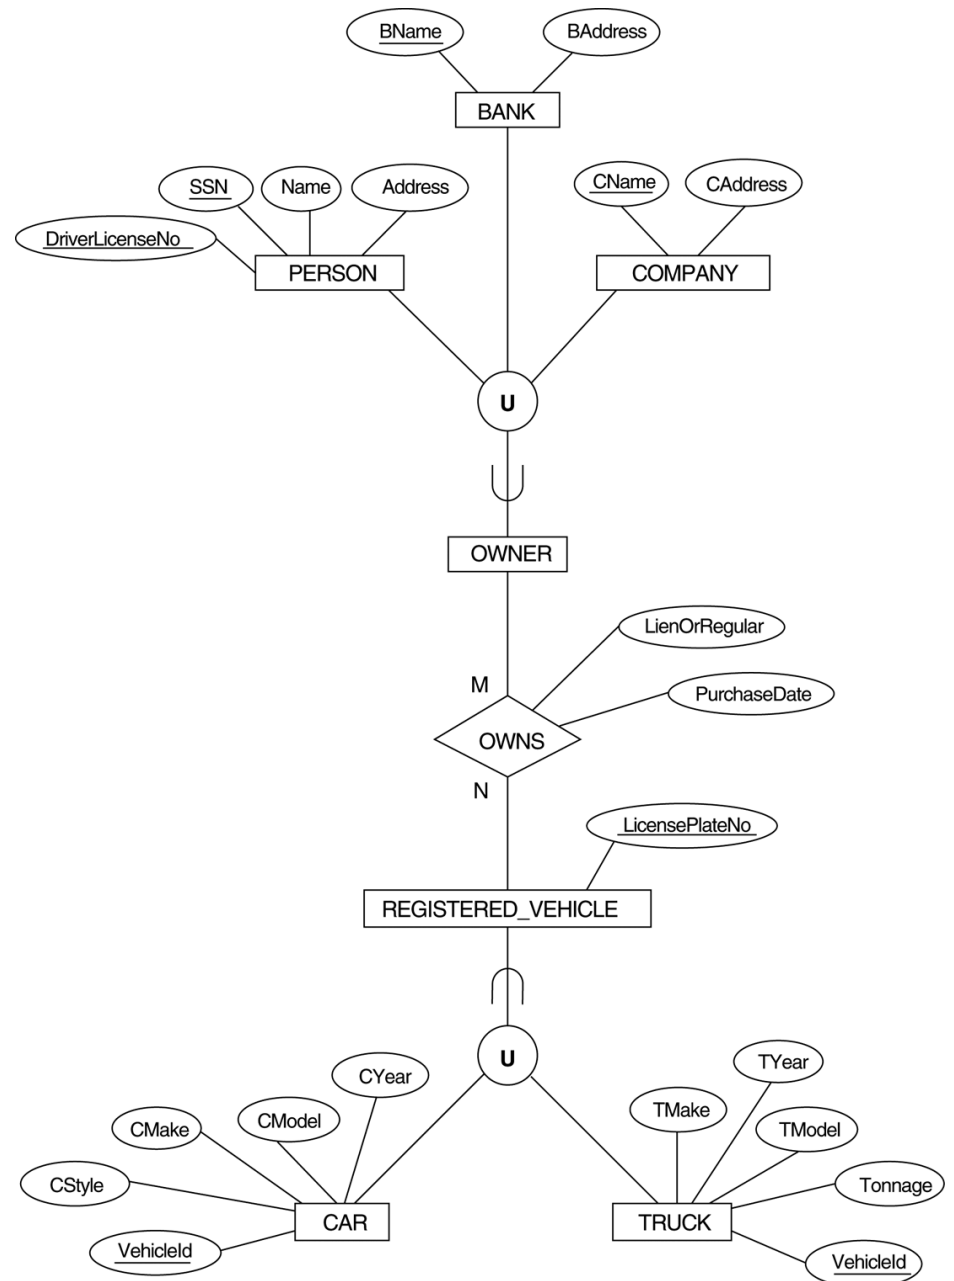 BName
BAddress
BANK
SSN
Name
Address
CName
CAddress
DriverLicenseNo
PERSON
COMPANY
U
OWNER
LienOrRegular
M
PurchaseDate
OWNS
N
LicensePlateNo
REGISTERED_VEHICLE
U
TYear
CYear
TMake
CModel
CMake
TModel
CStyle
Tonnage
CAR
TRUCK
VehicleId
VehicleId